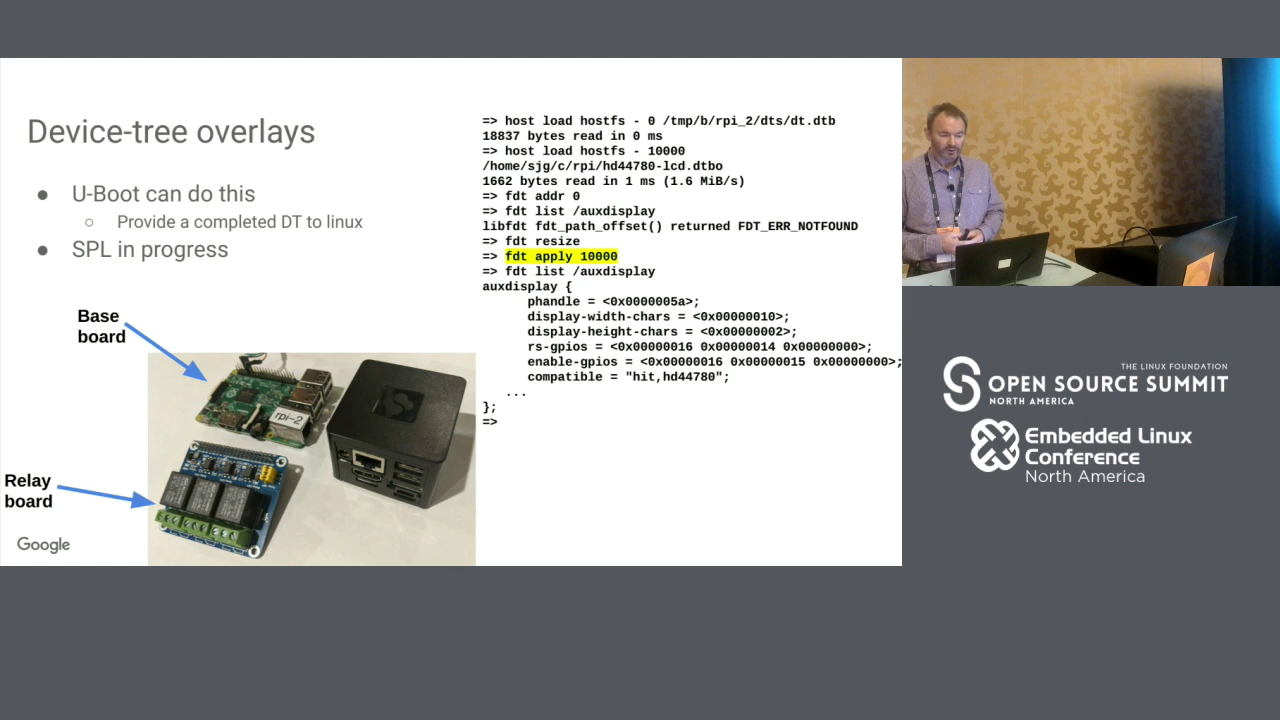 Device-tree overlays
● U-Boot can do this
○ Provide a completed DT to linux
● SPL in progress
Base
board
rpi-2
Relay
board
Google
=> host load hostfs - 0 /tmp/b/rpi_2/dts/dt.dtb
18837 bytes read in 0 ms
=> host load hostfs - 10000
/home/sjg/c/rpi/hd44780-lcd.dtbo
1662 bytes read in 1 ms (1.6 MiB/s)
=> fdt addr 0
=> fdt list /auxdisplay
libfdt fdt_path_offset() returned FDT_ERR_NOTFOUND
=> fdt resize
=> fdt apply 10000
=> fdt list /auxdisplay
auxdisplay {
phandle = <0x0000005a>;
display-width-chars = <0x00000010>;
display-height-chars = <0x00000002>;
rs-gpios = <0x00000016 0x00000014 0x00000000>;
enable-gpios = <0x00000016 0x00000015 0x00000000>;
compatible = "hit,hd44780";
...
};
=>
THE LINUX FOUNDATION
OPEN SOURCE SUMMIT
NORTH AMERICA
Embedded Linux
Conference
North America